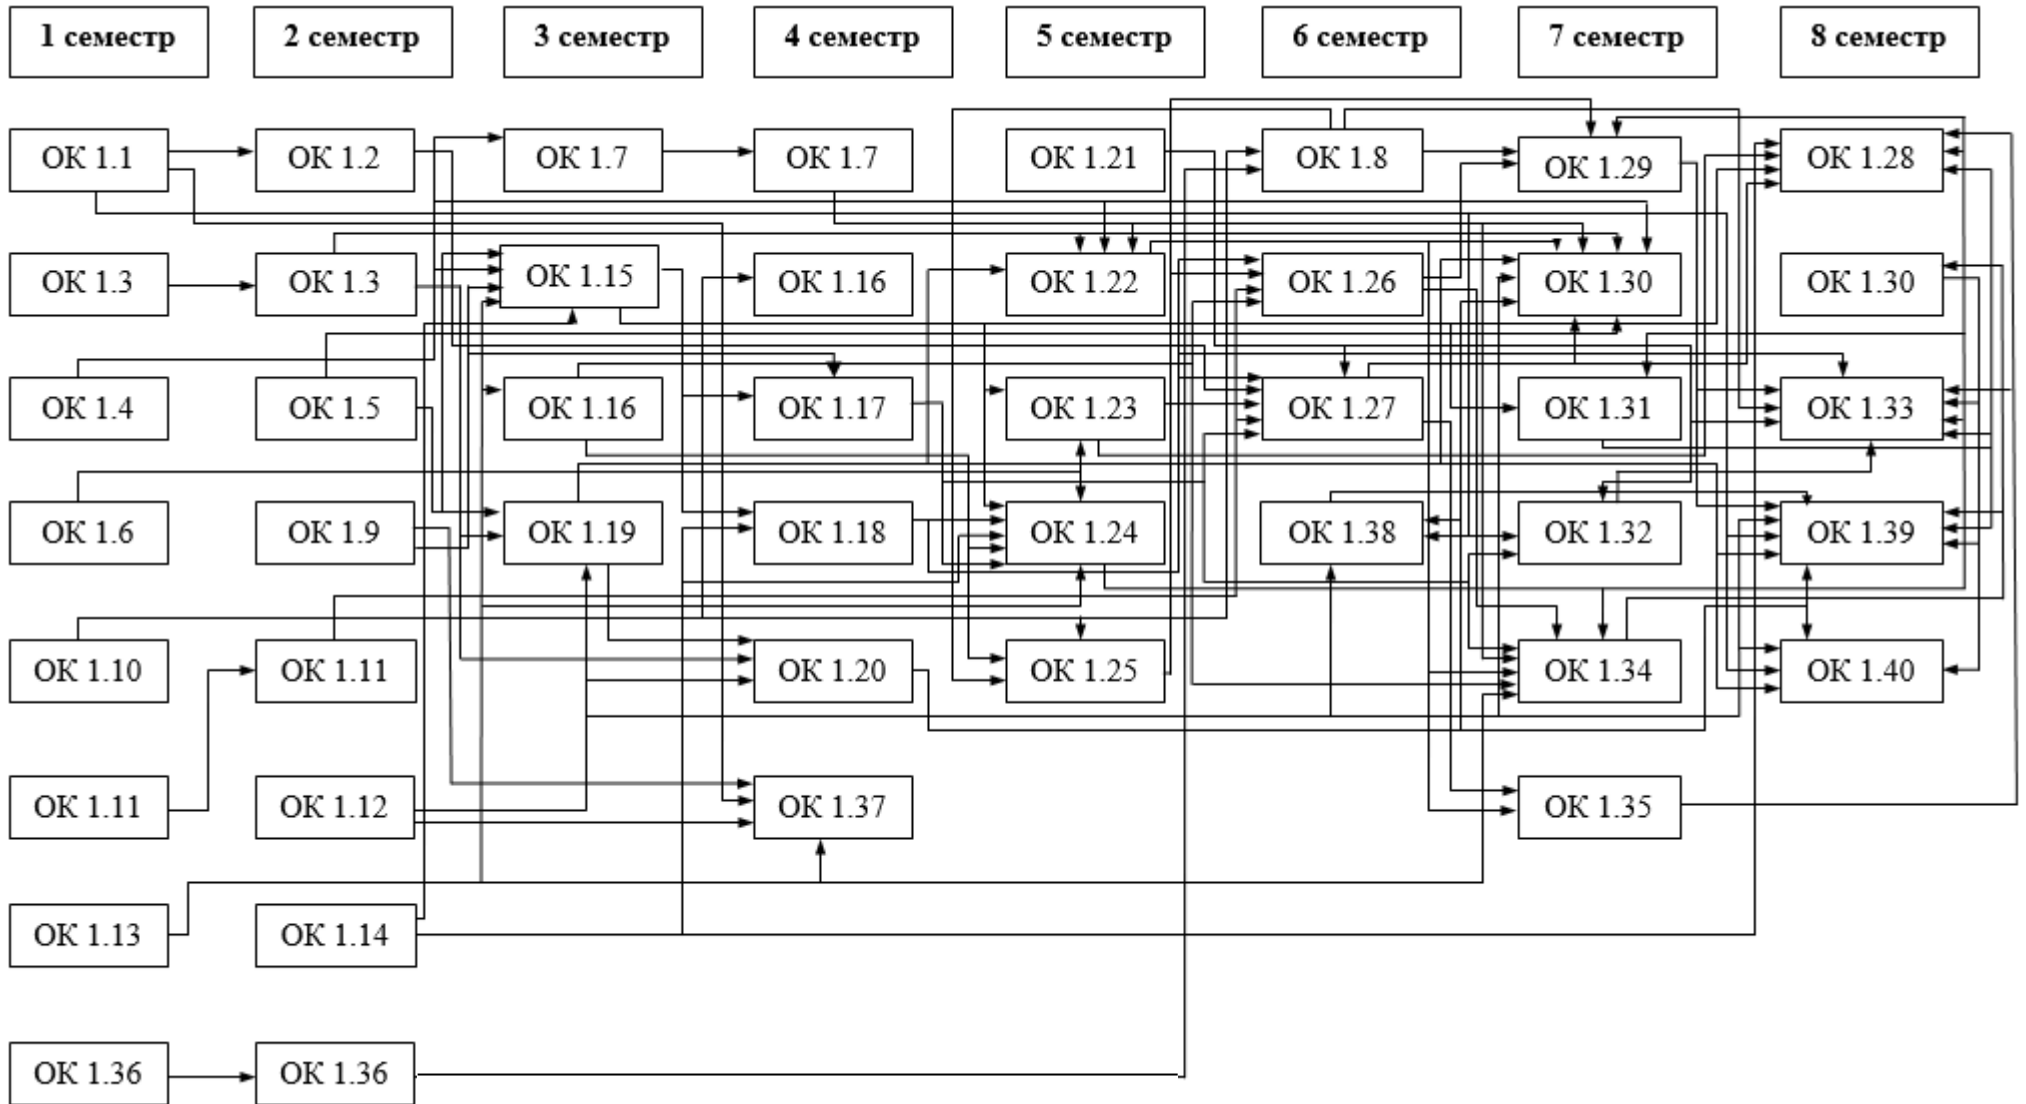 1 семестр 2 семестр 3 семестр 4 семестр 5 семестр 6 семестр 7 семестр 8 семестр
ОК 1.1 ОК 1.2 ОК 1.7 ОК 1.7 ОК 1.21 ОК 1.8 ОК 1.29 ОК 1.28
ОК 1.3 ОК 1.3 ОК 1.15 ОК 1.16 ОК 1.22 ОК 1.26 ОК 1.30 ОК 1.30
ОК 1.4 ОК 1.5 ОК 1.16 ОК 1.17 ОК 1.23 ОК 1.27 ОК 1.31 ОК 1.33
ОК 1.6 ОК 1.9 ОК 1.19 ОК 1.18 ОК 1.24 ОК 1.38 ОК 1.32 ОК 1.39
ОК 1.10 ОК 1.11 ОК 1.20 ОК 1.25 ОК 1.34 ОК 1.40
ОК 1.11 ОК 1.12 ОК 1.37 ОК 1.35
ОК 1.13 ОК 1.14
ОК 1.36 ОК 1.36